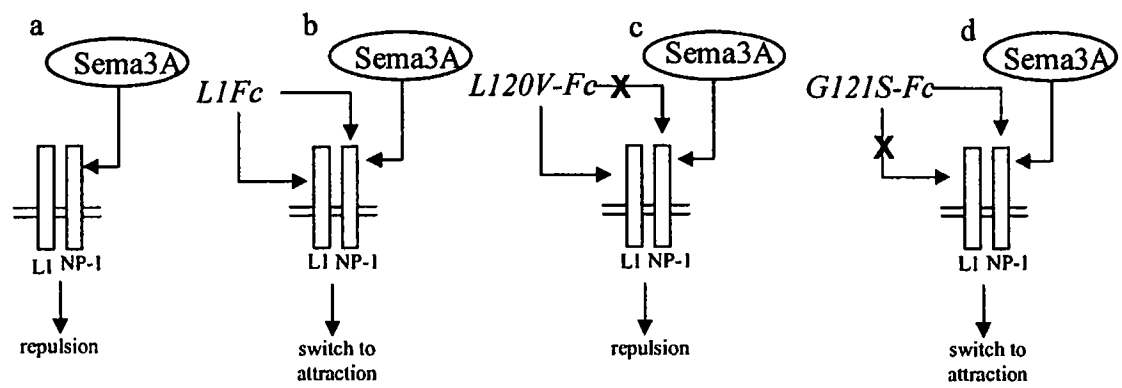 a
Sema3A
L1 NP-1
repulsion
b
Sema3A
L1Fc
L1 NP-1
switch to
attraction
c
Sema3A
L120V-Fc X
L1 NP-1
repulsion
d
Sema3A
G121S-Fc
X
L1 NP-1
switch to
attraction